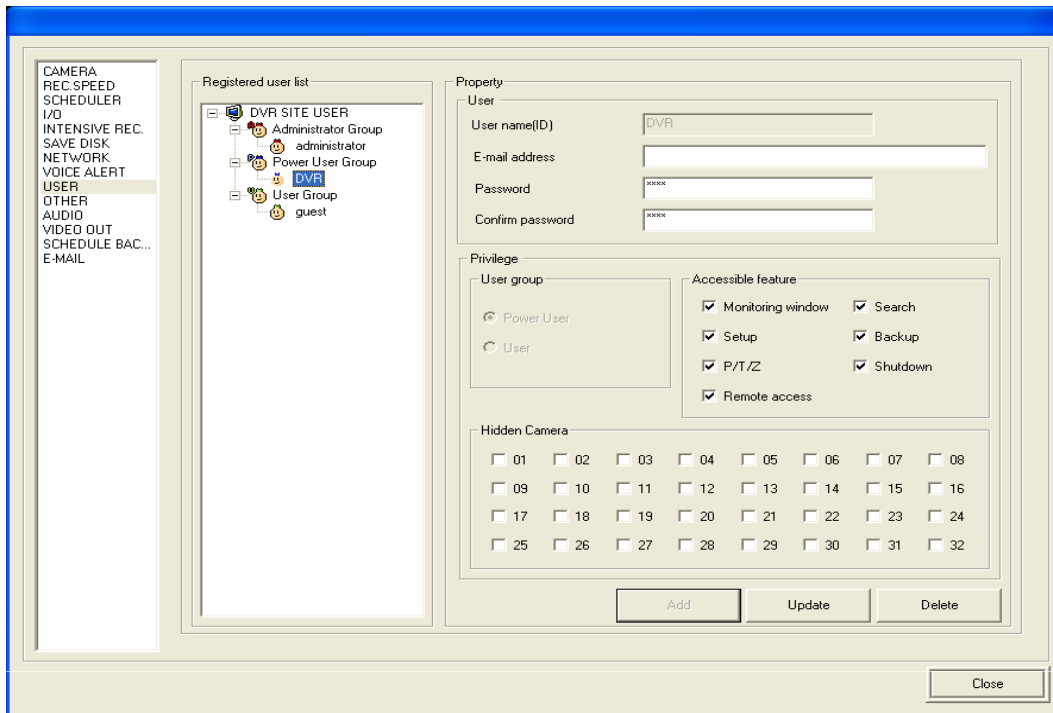 CAMERA
REC.SPEED
SCHEDULER
I/O
INTENSIVE REC.
SAVE DISK
NETWORK
VOICE ALERT
USER
OTHER
AUDIO
VIDEO OUT
SCHEDULE BAC...
E-MAIL
Registered user list
DVR SITE USER
Administrator Group
administrator
Power User Group
DVR
User Group
guest
Property
User
User name(ID) DVR
E-mail address
Password ****
Confirm password ****
Privilege
User group
Power User
User
Accessible feature
Monitoring window Search
Setup Backup
P/T/Z Shutdown
Remote access
Hidden Camera
01 02 03 04 05 06 07 08
09 10 11 12 13 14 15 16
17 18 19 20 21 22 23 24
25 26 27 28 29 30 31 32
Add Update Delete
Close